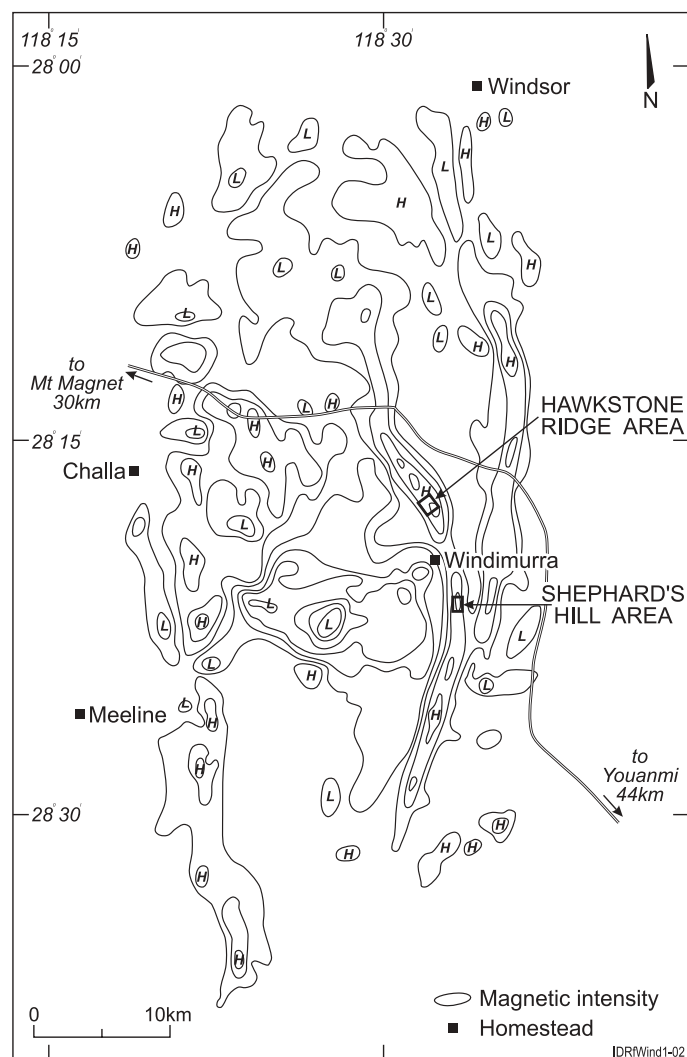 118° 15'
118° 30'
28° 00'
Windsor
N
L
H
L
L
H
L
H
L
H
H
H
L
H
H
L
L
L
L
L
H
H
to
Mt Magnet
30km
H
L
H
H
L
HAWKSTONE
RIDGE AREA
28° 15'
Challa
H
H
H
L
Windimurra
H
SHEPHARD'S
HILL AREA
L
L
L
H
L
L
H
L
Meeline
L
H
H
to
Youanmi
44km
H
L
28° 30'
H
H
H
H
H
H
0
10km
Magnetic intensity
Homestead
IDRfWind1-02